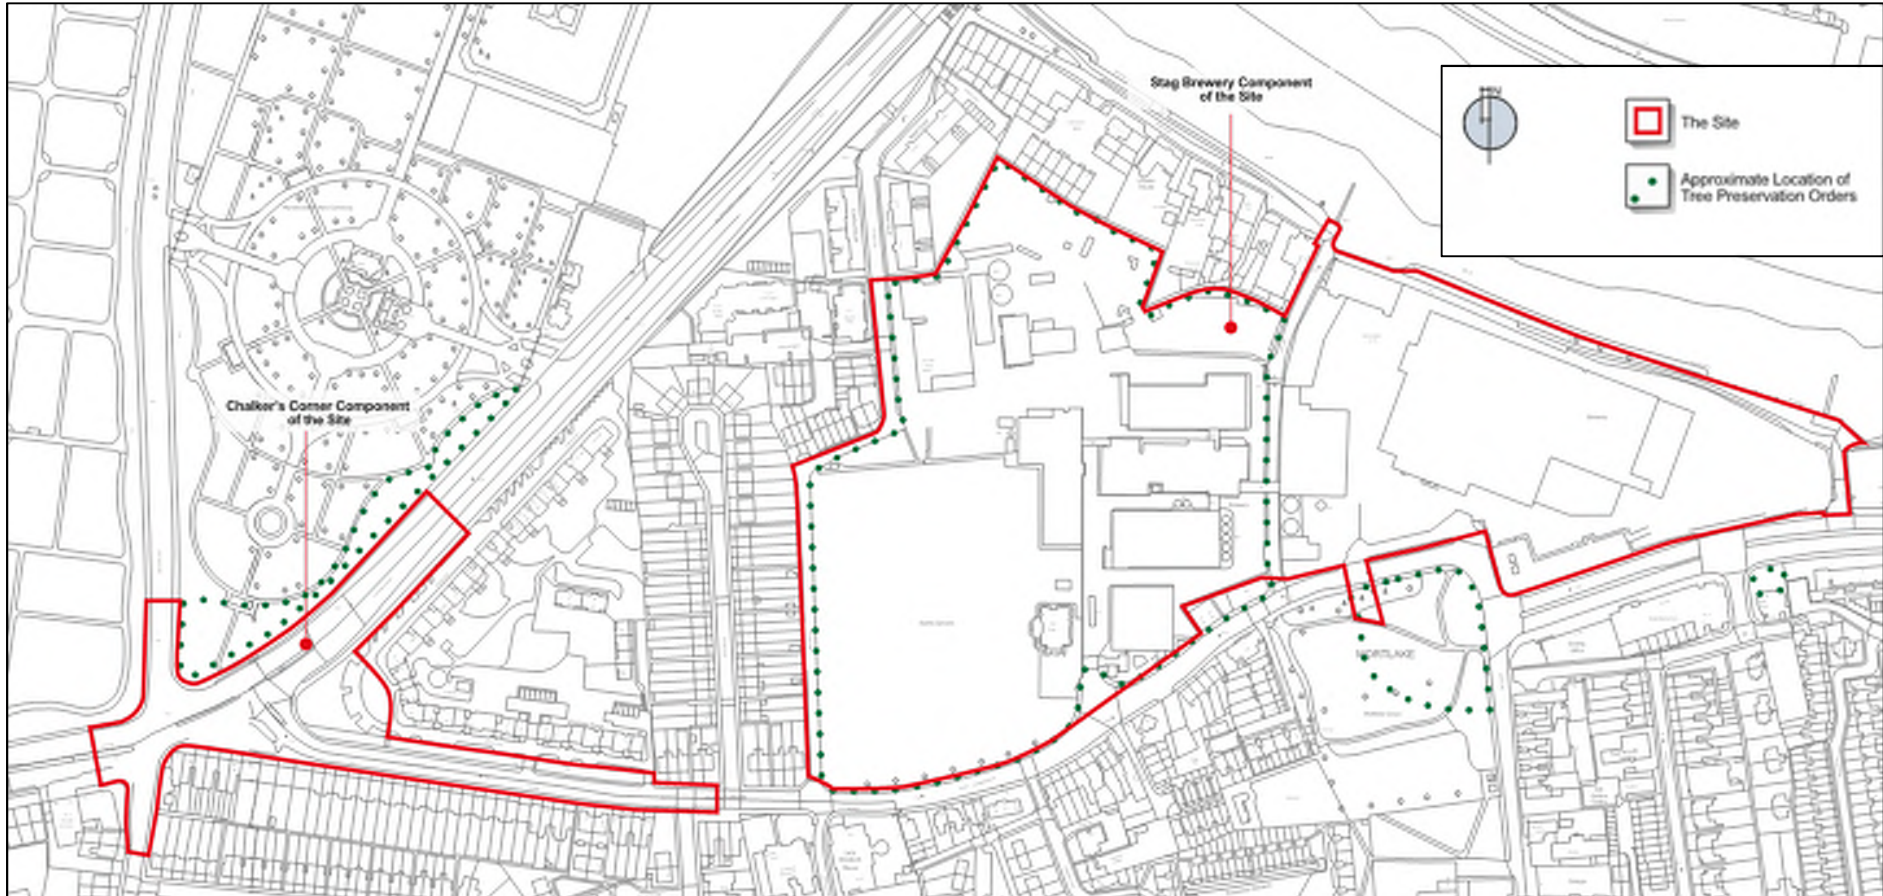 Stag Brewery Component
of the Site
N
The Site
Approximate Location of
Tree Preservation Orders
Chalker's Corner Component
of the Site
MORTLAKE